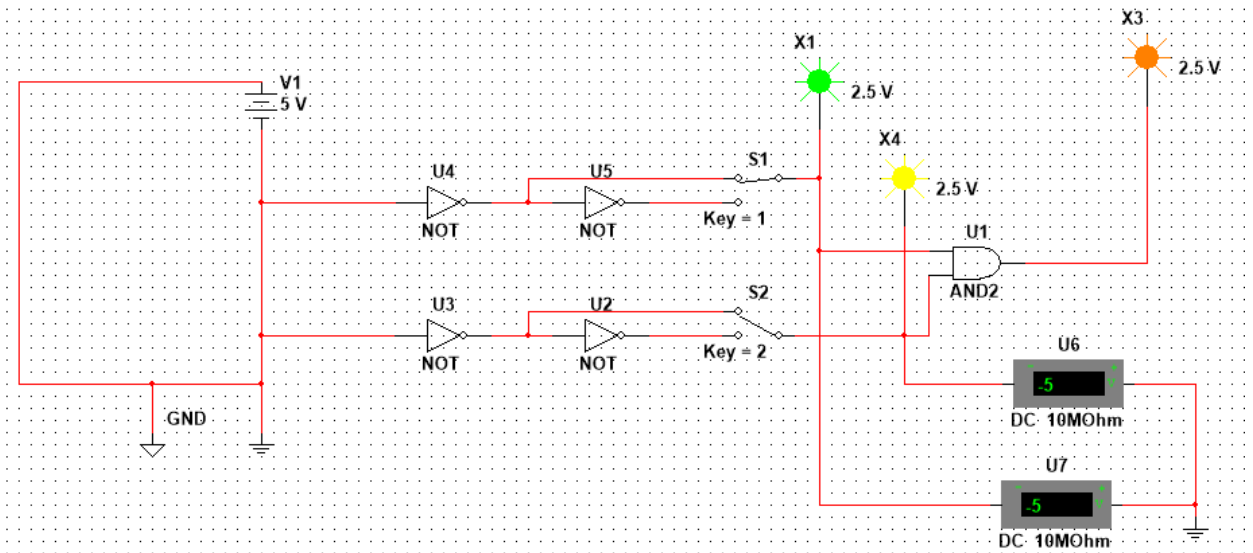 X3
2.5 V
X1
2.5 V
V1
5 V
X4
2.5 V
U4
NOT
U5
NOT
S1
Key = 1
U1
AND2
U3
NOT
U2
NOT
S2
Key = 2
U6
- +
-5 V
DC 10MOhm
GND
U7
- +
-5 V
DC 10MOhm